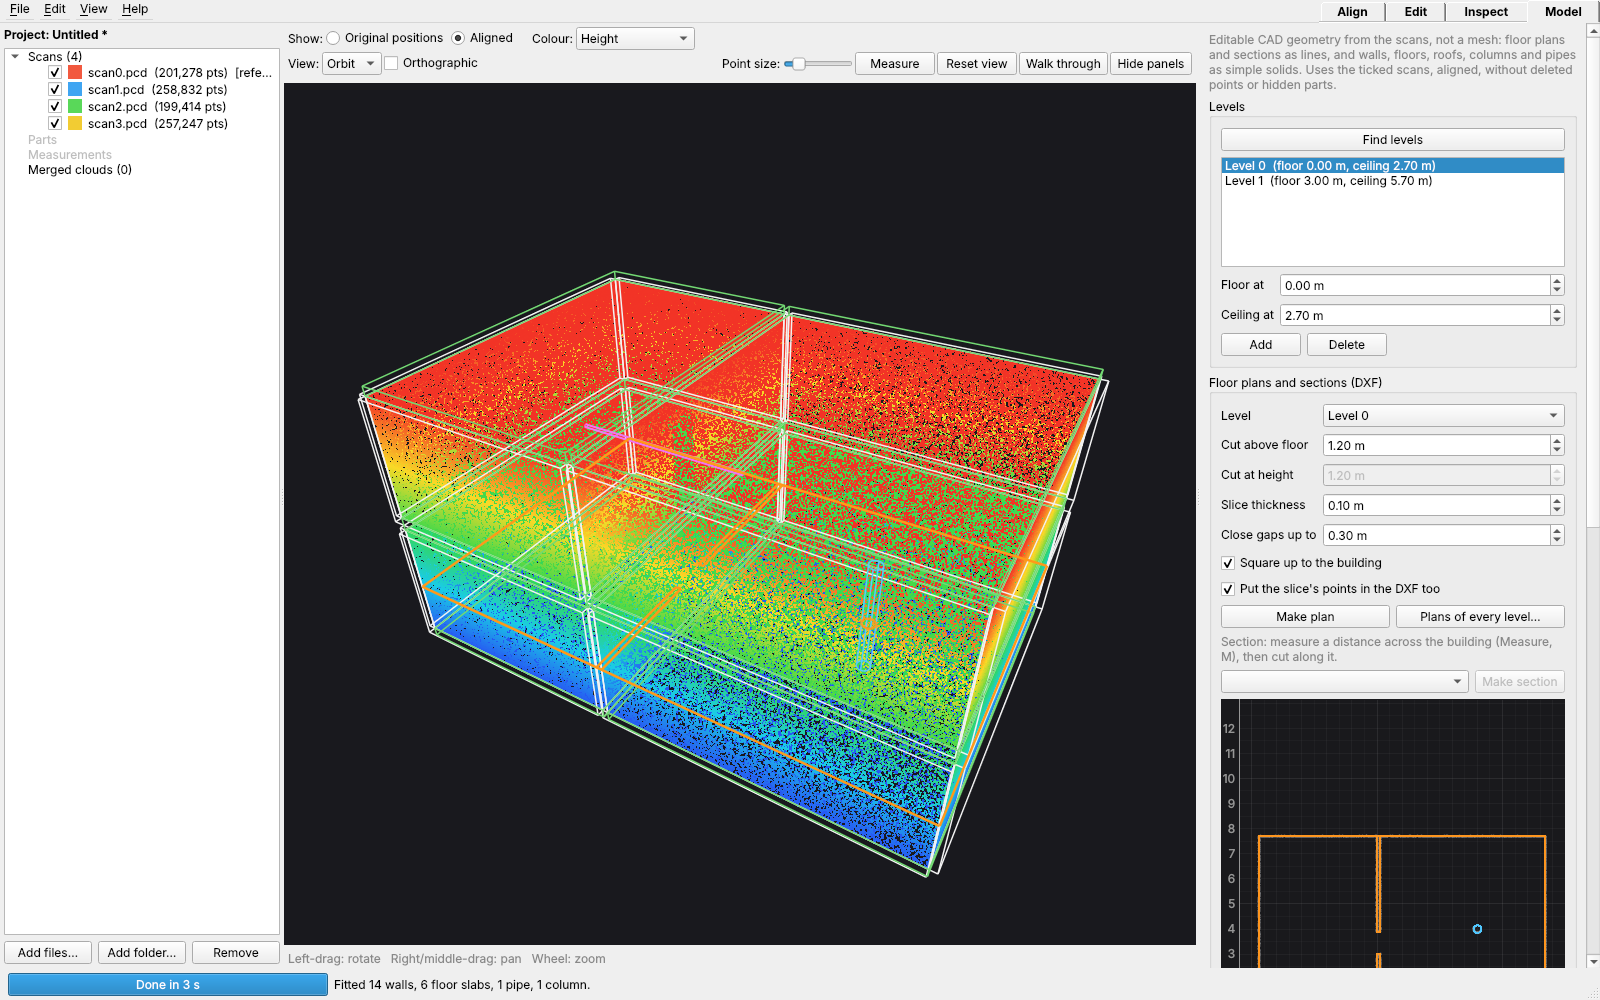 File Edit View Help
Align Edit Inspect Model
Project: Untitled *
Scans (4)
scan0.pcd (201,278 pts) [refe...
scan1.pcd (258,832 pts)
scan2.pcd (199,414 pts)
scan3.pcd (257,247 pts)
Parts
Measurements
Merged clouds (0)
Add files... Add folder... Remove
Show: Original positions Aligned Colour: Height
View: Orbit Orthographic Point size: Measure Reset view Walk through Hide panels
Left-drag: rotate Right/middle-drag: pan Wheel: zoom
Editable CAD geometry from the scans, not a mesh: floor plans
and sections as lines, and walls, floors, roofs, columns and pipes
as simple solids. Uses the ticked scans, aligned, without deleted
points or hidden parts.
Levels
Find levels
Level 0 (floor 0.00 m, ceiling 2.70 m)
Level 1 (floor 3.00 m, ceiling 5.70 m)
Floor at 0.00 m
Ceiling at 2.70 m
Add Delete
Floor plans and sections (DXF)
Level Level 0
Cut above floor 1.20 m
Cut at height 1.20 m
Slice thickness 0.10 m
Close gaps up to 0.30 m
Square up to the building
Put the slice's points in the DXF too
Make plan Plans of every level...
Section: measure a distance across the building (Measure,
M), then cut along it.
Make section
12
11
10
9
8
7
6
5
4
3
Done in 3 s Fitted 14 walls, 6 floor slabs, 1 pipe, 1 column.